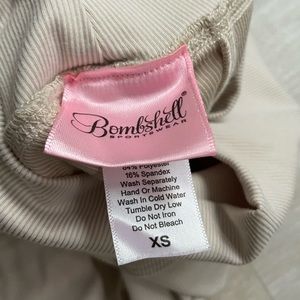 Bombshell
SPORTSWEAR
84% Polyester
16% Spandex
Wash Separately
Hand Or Machine
Wash In Cold Water
Tumble Dry Low
Do Not Iron
Do Not Bleach
XS